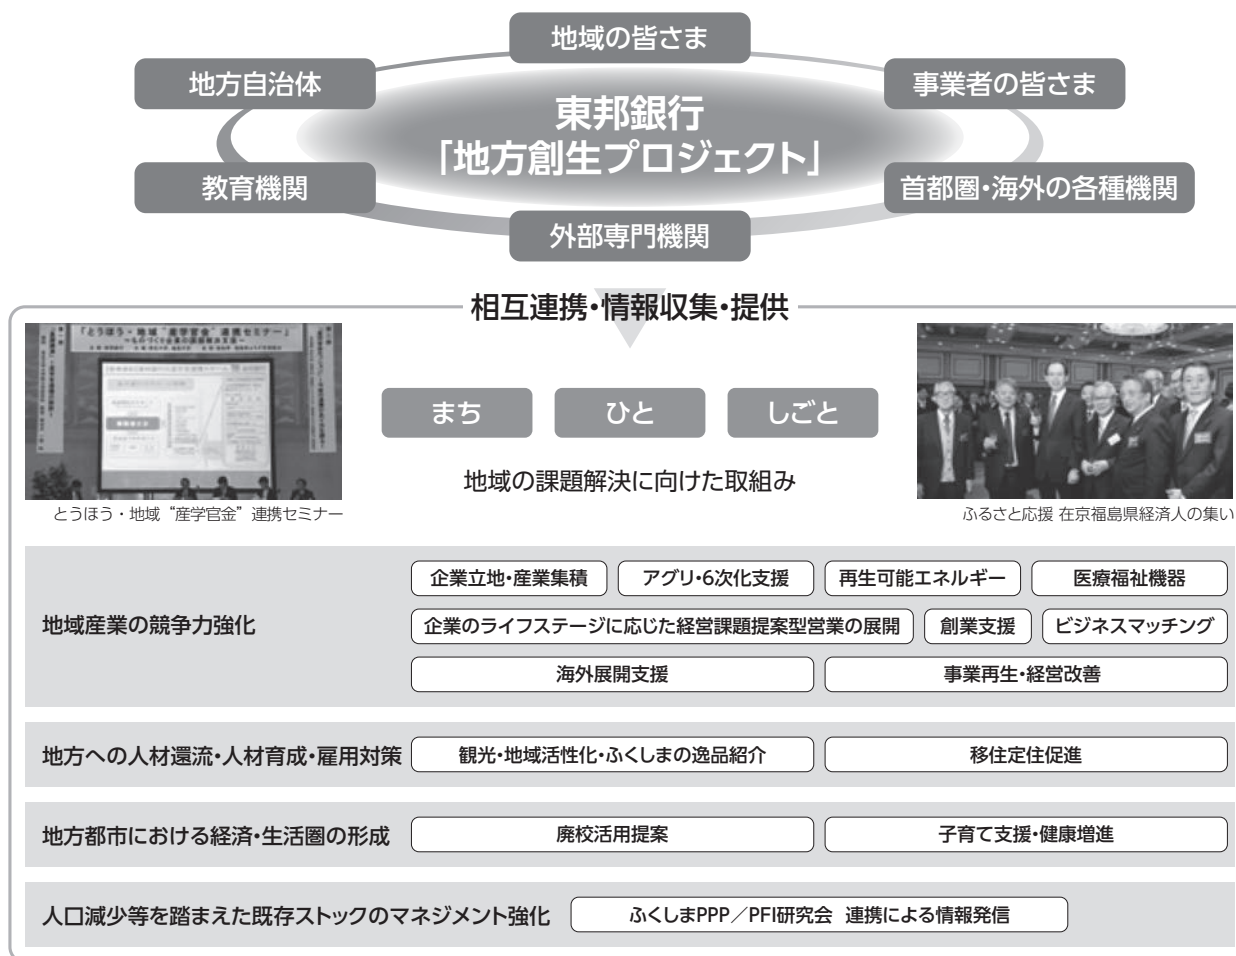 地域の皆さま
地方自治体
事業者の皆さま
東邦銀行
「地方創生プロジェクト」
教育機関
首都圏・海外の各種機関
外部専門機関
相互連携・情報収集・提供
「とうほう・地域“産学官金”連携セミナー」
まち
ひと
しごと
地域の課題解決に向けた取組み
とうほう・地域“産学官金”連携セミナー
ふるさと応援 在京福島県経済人の集い
地域産業の競争力強化
企業立地・産業集積
アグリ・6次化支援
再生可能エネルギー
医療福祉機器
企業のライフステージに応じた経営課題提案型営業の展開
創業支援
ビジネスマッチング
海外展開支援
事業再生・経営改善
地方への人材還流・人材育成・雇用対策
観光・地域活性化・ふくしまの逸品紹介
移住定住促進
地方都市における経済・生活圏の形成
廃校活用提案
子育て支援・健康増進
人口減少等を踏まえた既存ストックのマネジメント強化
ふくしまPPP／PFI研究会 連携による情報発信